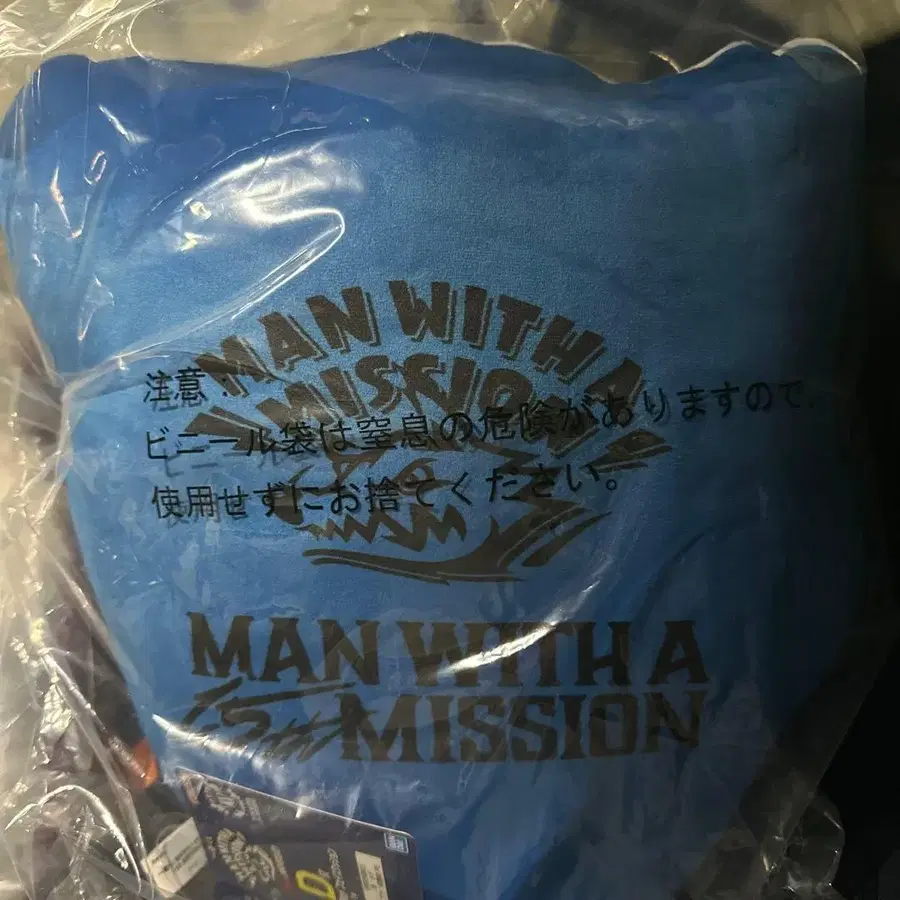 MAN WITH A
MISSION
注意：
ビニール袋は窒息の危険がありますので、
使用せずにお捨てください。
MAN WITH A
MISSION